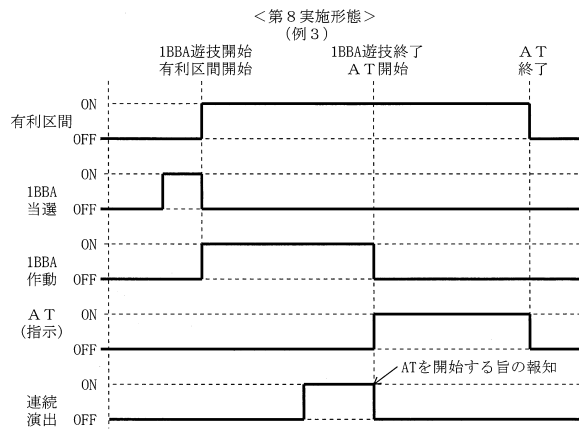 ＜第８実施形態＞
（例３）
1BBA遊技開始
有利区間開始
1BBA遊技終了
ＡＴ開始
ＡＴ
終了
有利区間
ON
OFF
1BBA
当選
ON
OFF
1BBA
作動
ON
OFF
ＡＴ
（指示）
ON
OFF
ATを開始する旨の報知
連続
演出
ON
OFF